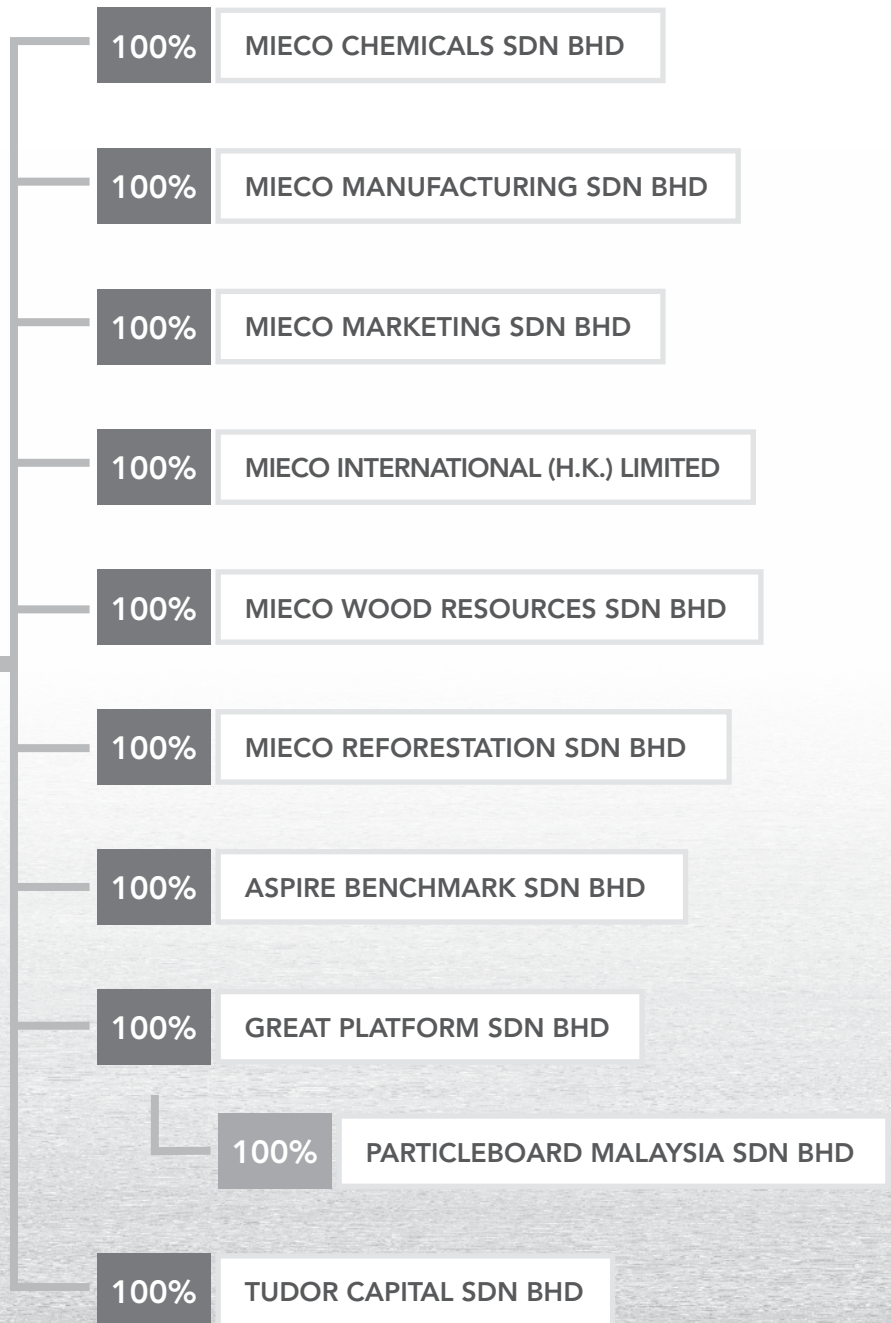 100% MIECO CHEMICALS SDN BHD
100% MIECO MANUFACTURING SDN BHD
100% MIECO MARKETING SDN BHD
100% MIECO INTERNATIONAL (H.K.) LIMITED
100% MIECO WOOD RESOURCES SDN BHD
100% MIECO REFORESTATION SDN BHD
100% ASPIRE BENCHMARK SDN BHD
100% GREAT PLATFORM SDN BHD
100% PARTICLEBOARD MALAYSIA SDN BHD
100% TUDOR CAPITAL SDN BHD